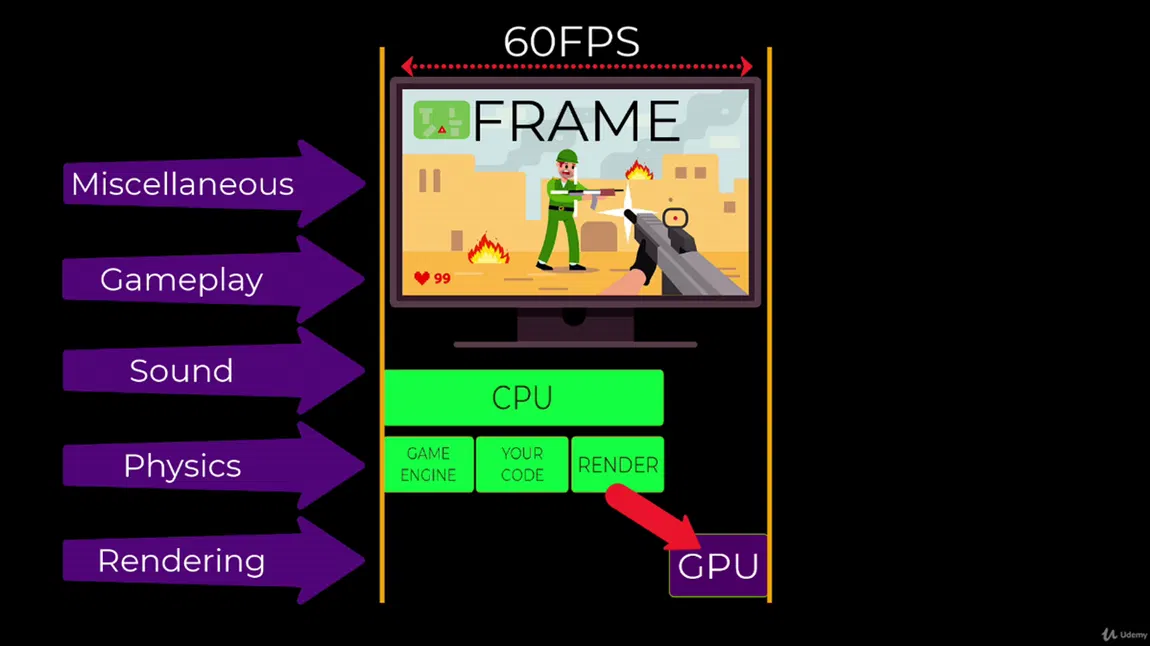 60FPS
FRAME
99
Miscellaneous
Gameplay
Sound
Physics
Rendering
CPU
GAME
ENGINE
YOUR
CODE
RENDER
GPU
Udemy